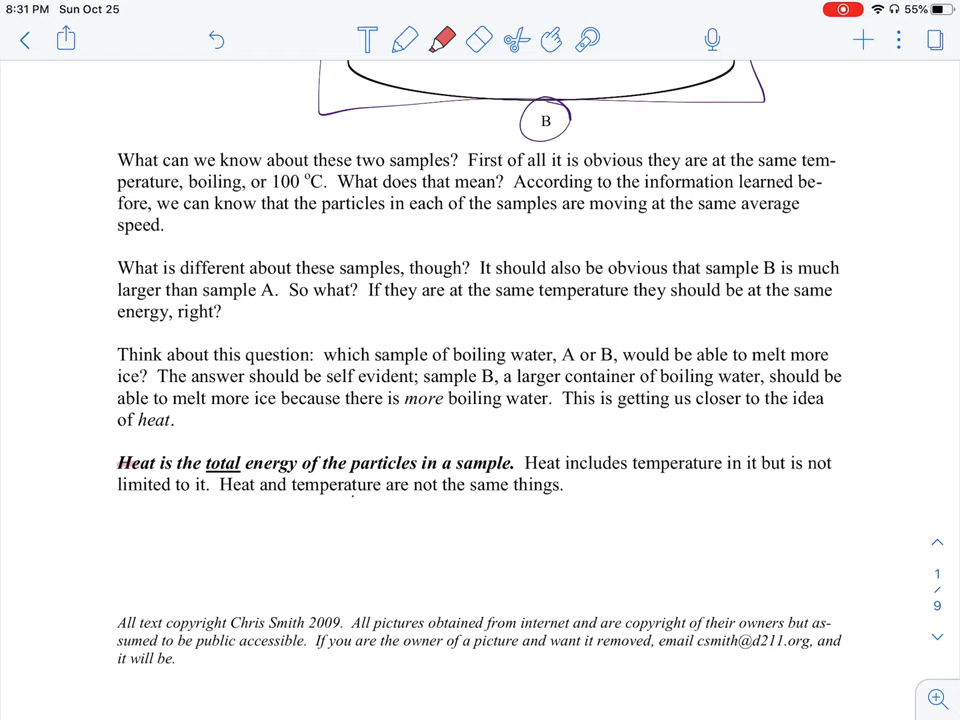 8:31 PM Sun Oct 25
55%
T
B
What can we know about these two samples? First of all it is obvious they are at the same tem-
perature, boiling, or 100 °C. What does that mean? According to the information learned be-
fore, we can know that the particles in each of the samples are moving at the same average
speed.
What is different about these samples, though? It should also be obvious that sample B is much
larger than sample A. So what? If they are at the same temperature they should be at the same
energy, right?
Think about this question: which sample of boiling water, A or B, would be able to melt more
ice? The answer should be self evident; sample B, a larger container of boiling water, should be
able to melt more ice because there is more boiling water. This is getting us closer to the idea
of heat.
Heat is the total energy of the particles in a sample. Heat includes temperature in it but is not
limited to it. Heat and temperature are not the same things.
1
/
9
All text copyright Chris Smith 2009. All pictures obtained from internet and are copyright of their owners but as-
sumed to be public accessible. If you are the owner of a picture and want it removed, email csmith@d211.org, and
it will be.